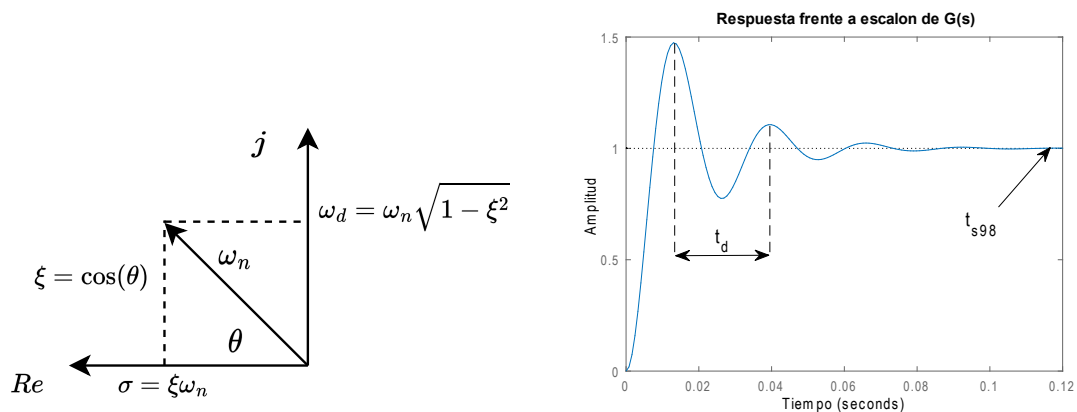 j
ω_d = ω_n√(1 − ξ²)
ω_n
ξ = cos(θ)
θ
Re
σ = ξω_n
Respuesta frente a escalon de G(s)
1.5
1
0.5
0
Amplitud
t_d
t_s98
0 0.02 0.04 0.06 0.08 0.1 0.12
Tiempo (seconds)